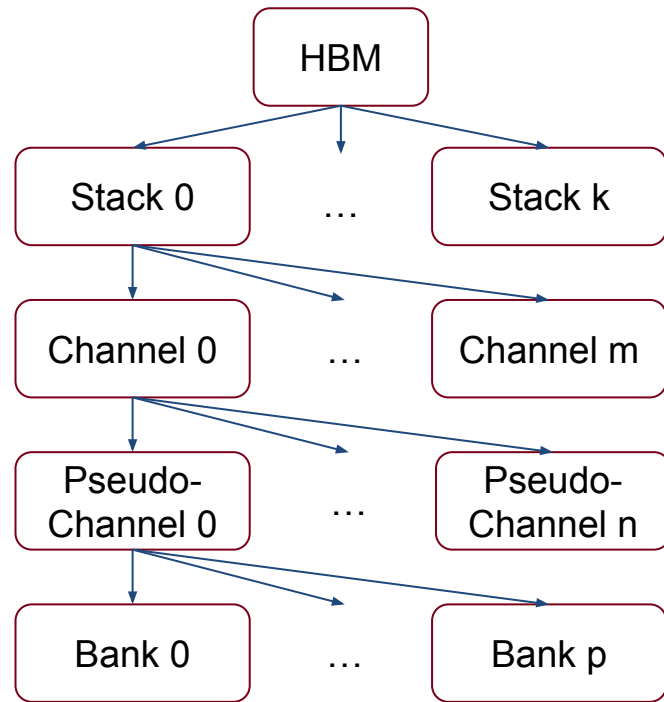 HBM
Stack 0
…
Stack k
Channel 0
…
Channel m
Pseudo-
Channel 0
…
Pseudo-
Channel n
Bank 0
…
Bank p